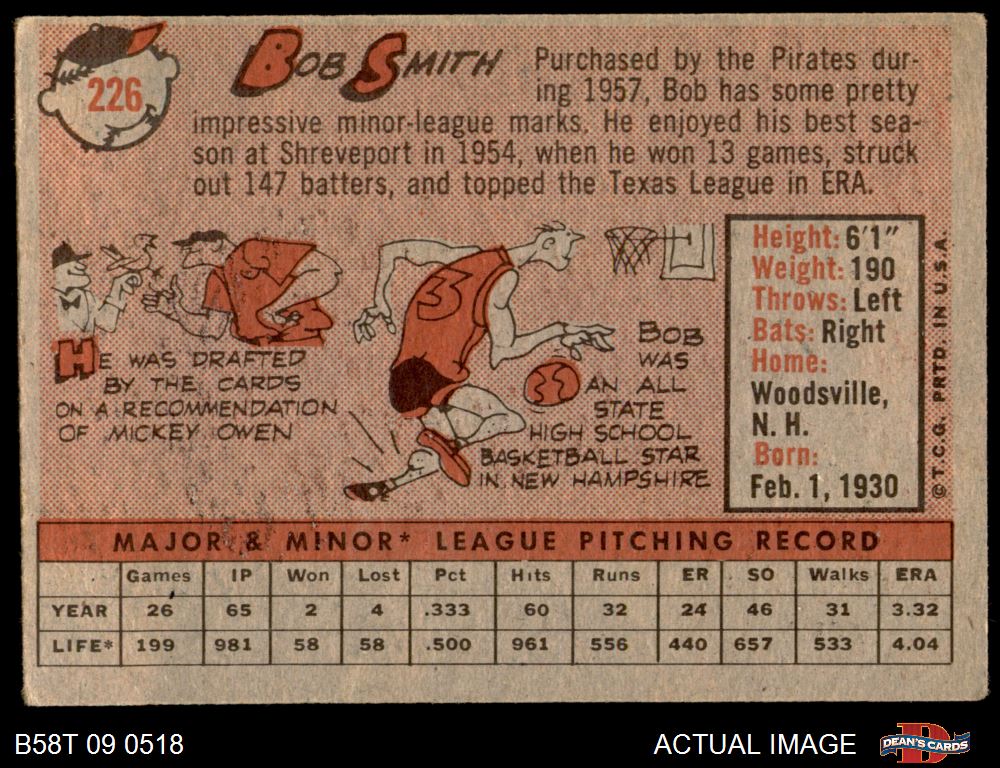 226
BOB SMITH
Purchased by the Pirates dur-
ing 1957, Bob has some pretty
impressive minor-league marks. He enjoyed his best sea-
son at Shreveport in 1954, when he won 13 games, struck
out 147 batters, and topped the Texas League in ERA.
HE WAS DRAFTED
BY THE CARDS
ON A RECOMMENDATION
OF MICKEY OWEN
BOB
WAS
AN ALL
STATE
HIGH SCHOOL
BASKETBALL STAR
IN NEW HAMPSHIRE
Height: 6'1"
Weight: 190
Throws: Left
Bats: Right
Home:
Woodsville,
N. H.
Born:
Feb. 1, 1930
© T.C.G. PRTD. IN U.S.A.
MAJOR & MINOR* LEAGUE PITCHING RECORD
Games IP Won Lost Pct Hits Runs ER SO Walks ERA
YEAR 26 65 2 4 .333 60 32 24 46 31 3.32
LIFE* 199 981 58 58 .500 961 556 440 657 533 4.04
B58T 09 0518
ACTUAL IMAGE
DEAN'S CARDS